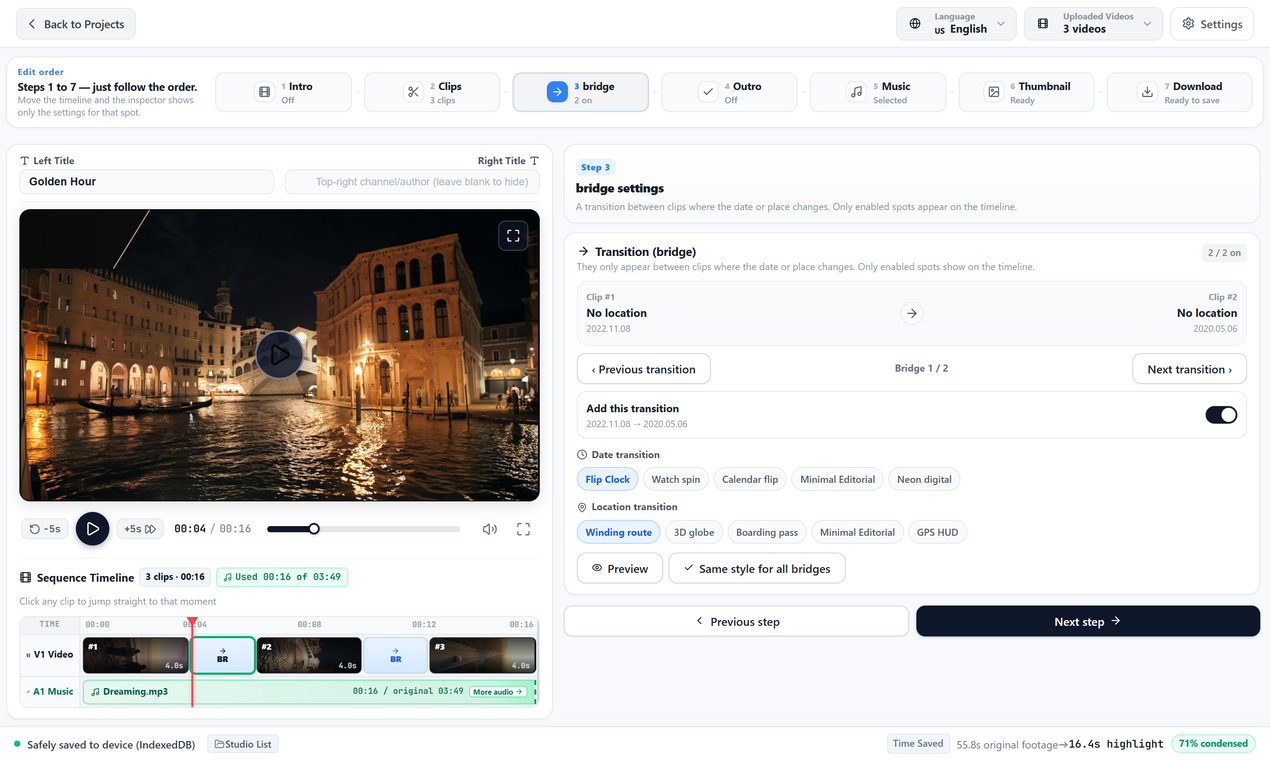 Back to Projects
Language
US English
Uploaded Videos
3 videos
Settings
Edit order
Steps 1 to 7 — just follow the order.
Move the timeline and the inspector shows
only the settings for that spot.
1 Intro
Off
2 Clips
3 clips
3 bridge
2 on
4 Outro
Off
5 Music
Selected
6 Thumbnail
Ready
7 Download
Ready to save
Left Title
Right Title
Golden Hour
Top-right channel/author (leave blank to hide)
-5s
+5s
00:04 / 00:16
Sequence Timeline
3 clips · 00:16
Used 00:16 of 03:49
Click any clip to jump straight to that moment
TIME
00:00
00:04
00:08
00:12
00:16
V1 Video
#1
4.0s
→
BR
#2
4.0s
→
BR
#3
4.0s
A1 Music
Dreaming.mp3
00:16 / original 03:49
More audio →
Step 3
bridge settings
A transition between clips where the date or place changes. Only enabled spots appear on the timeline.
Transition (bridge)
2 / 2 on
They only appear between clips where the date or place changes. Only enabled spots show on the timeline.
Clip #1
No location
2022.11.08
Clip #2
No location
2020.05.06
‹ Previous transition
Bridge 1 / 2
Next transition ›
Add this transition
2022.11.08 → 2020.05.06
Date transition
Flip Clock
Watch spin
Calendar flip
Minimal Editorial
Neon digital
Location transition
Winding route
3D globe
Boarding pass
Minimal Editorial
GPS HUD
Preview
Same style for all bridges
Previous step
Next step
Safely saved to device (IndexedDB)
Studio List
Time Saved
55.8s original footage→16.4s highlight
71% condensed